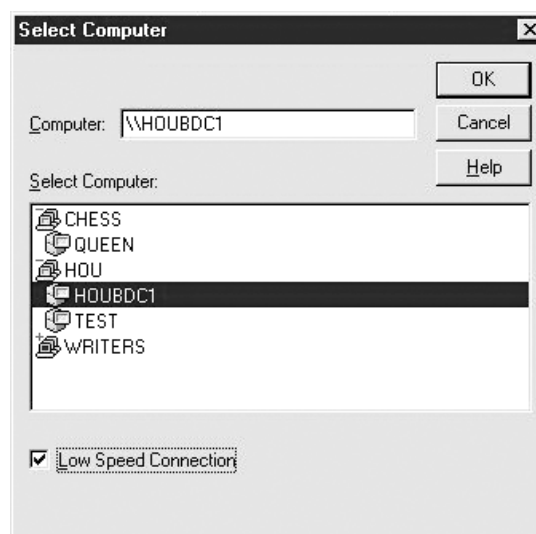 Select Computer
OK
Computer: \\HOUBDC1
Cancel
Help
Select Computer:
CHESS
QUEEN
HOU
HOUBDC1
TEST
WRITERS
Low Speed Connection